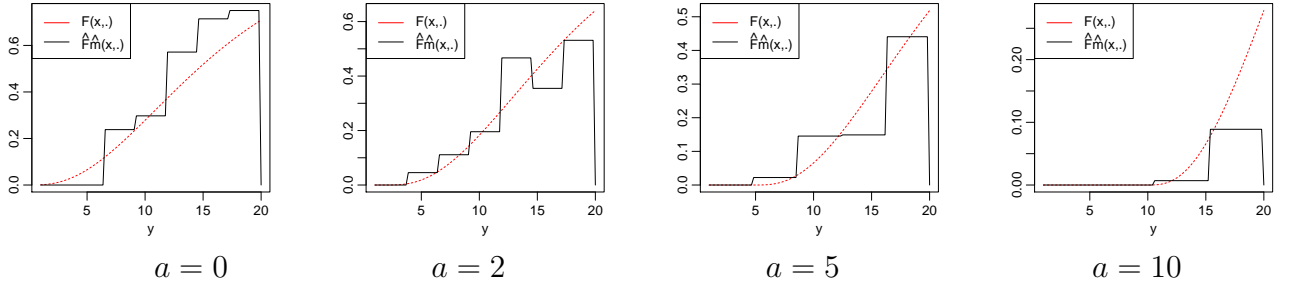 F(x,.)
F̂m̂(x,.)
0.0 0.2 0.4 0.6
5 10 15 20
y
a = 0
F(x,.)
F̂m̂(x,.)
0.0 0.2 0.4 0.6
5 10 15 20
y
a = 2
F(x,.)
F̂m̂(x,.)
0.0 0.1 0.2 0.3 0.4 0.5
5 10 15 20
y
a = 5
F(x,.)
F̂m̂(x,.)
0.00 0.10 0.20
5 10 15 20
y
a = 10